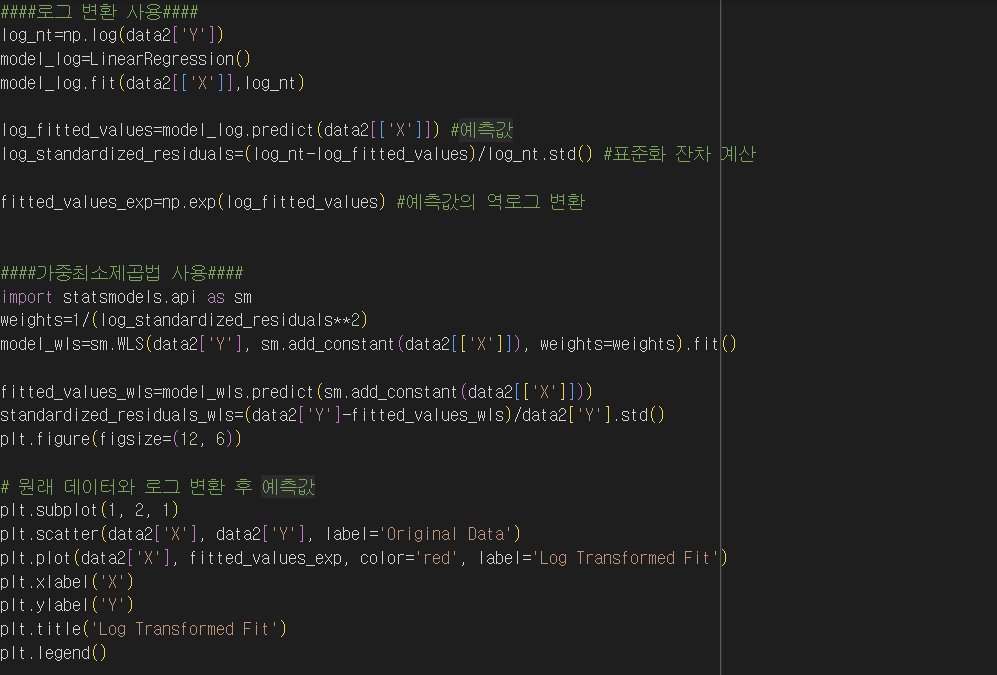 ####로그 변환 사용####
log_nt=np.log(data2['Y'])
model_log=LinearRegression()
model_log.fit(data2[['X']],log_nt)
log_fitted_values=model_log.predict(data2[['X']]) #예측값
log_standardized_residuals=(log_nt-log_fitted_values)/log_nt.std() #표준화 잔차 계산
fitted_values_exp=np.exp(log_fitted_values) #예측값의 역로그 변환
####가중최소제곱법 사용####
import statsmodels.api as sm
weights=1/(log_standardized_residuals**2)
model_wls=sm.WLS(data2['Y'], sm.add_constant(data2[['X']]), weights=weights).fit()
fitted_values_wls=model_wls.predict(sm.add_constant(data2[['X']]))
standardized_residuals_wls=(data2['Y']-fitted_values_wls)/data2['Y'].std()
plt.figure(figsize=(12, 6))
# 원래 데이터와 로그 변환 후 예측값
plt.subplot(1, 2, 1)
plt.scatter(data2['X'], data2['Y'], label='Original Data')
plt.plot(data2['X'], fitted_values_exp, color='red', label='Log Transformed Fit')
plt.xlabel('X')
plt.ylabel('Y')
plt.title('Log Transformed Fit')
plt.legend()